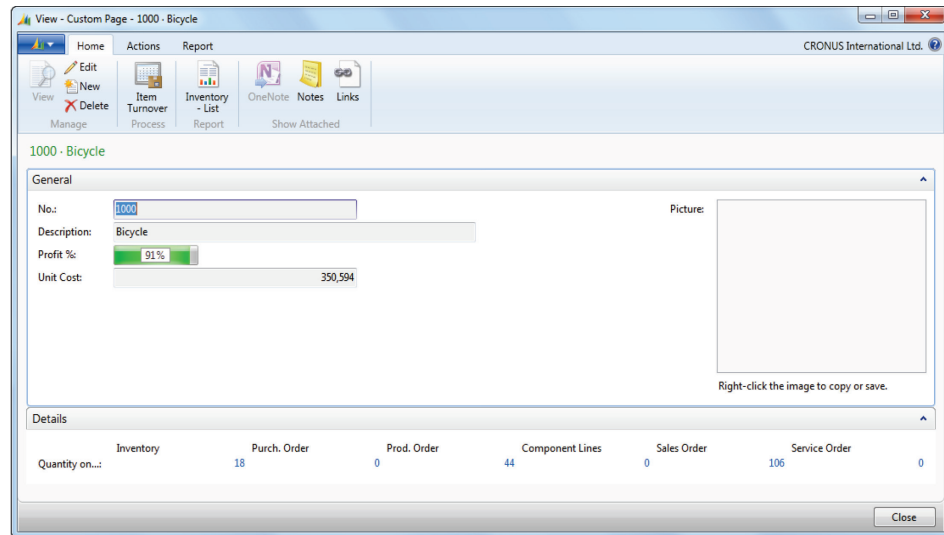 View - Custom Page - 1000 · Bicycle
Home Actions Report CRONUS International Ltd.
View Edit New Delete
Item Turnover
Inventory - List
OneNote Notes Links
Manage Process Report Show Attached
1000 · Bicycle
General
No.: 1000 Picture:
Description: Bicycle
Profit %: 91%
Unit Cost: 350,594
Right-click the image to copy or save.
Details
Inventory Purch. Order Prod. Order Component Lines Sales Order Service Order
Quantity on...: 18 0 44 0 106 0
Close